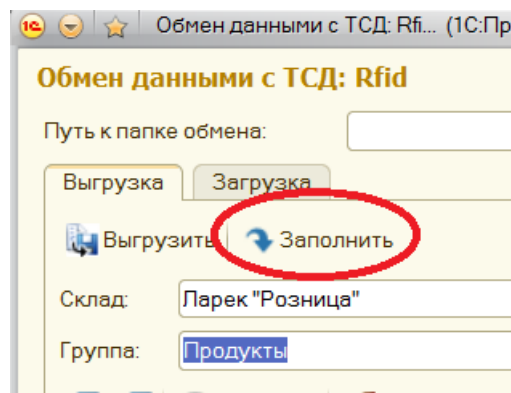 1С Обмен данными с ТСД: Rfi... (1С:Пр
Обмен данными с ТСД: Rfid
Путь к папке обмена:
Выгрузка Загрузка
Выгрузить Заполнить
Склад: Ларек "Розница"
Группа: Продукты